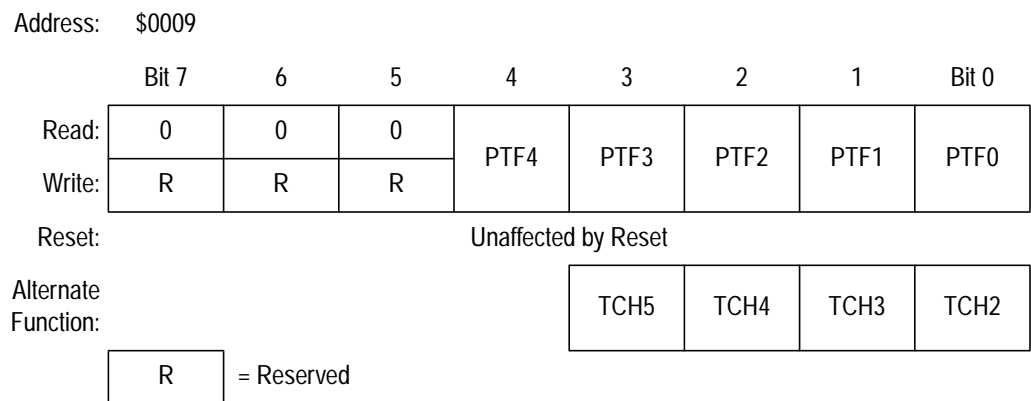 Address: $0009
Bit 7 6 5 4 3 2 1 Bit 0
Read: 0 0 0 PTF4 PTF3 PTF2 PTF1 PTF0
Write: R R R
Reset: Unaffected by Reset
Alternate
Function: TCH5 TCH4 TCH3 TCH2
R = Reserved